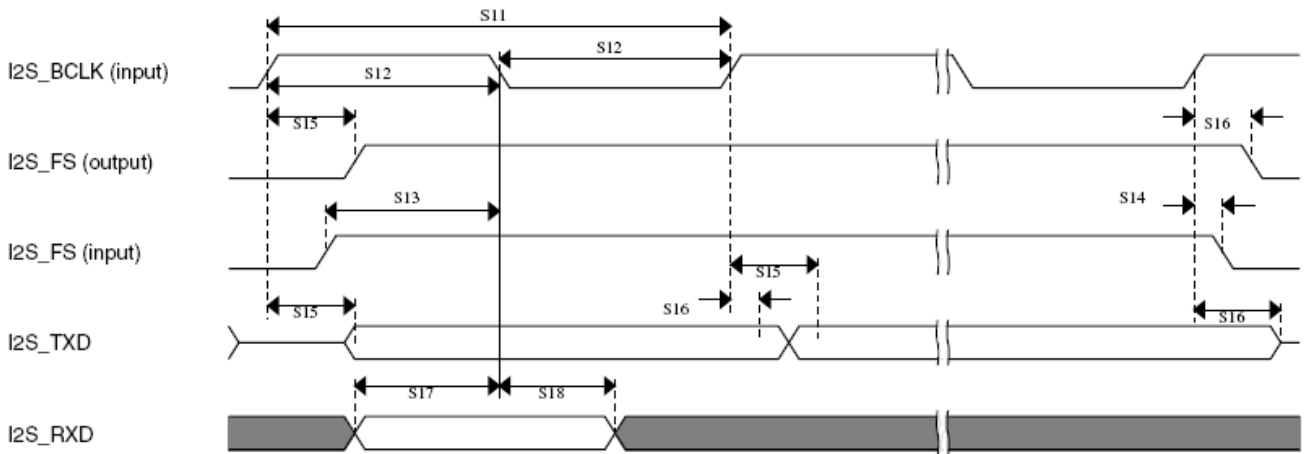 S11
I2S_BCLK (input)
S12
S12
S15
S16
I2S_FS (output)
S13
S14
I2S_FS (input)
S15
S15
S16
S16
I2S_TXD
S17
S18
I2S_RXD